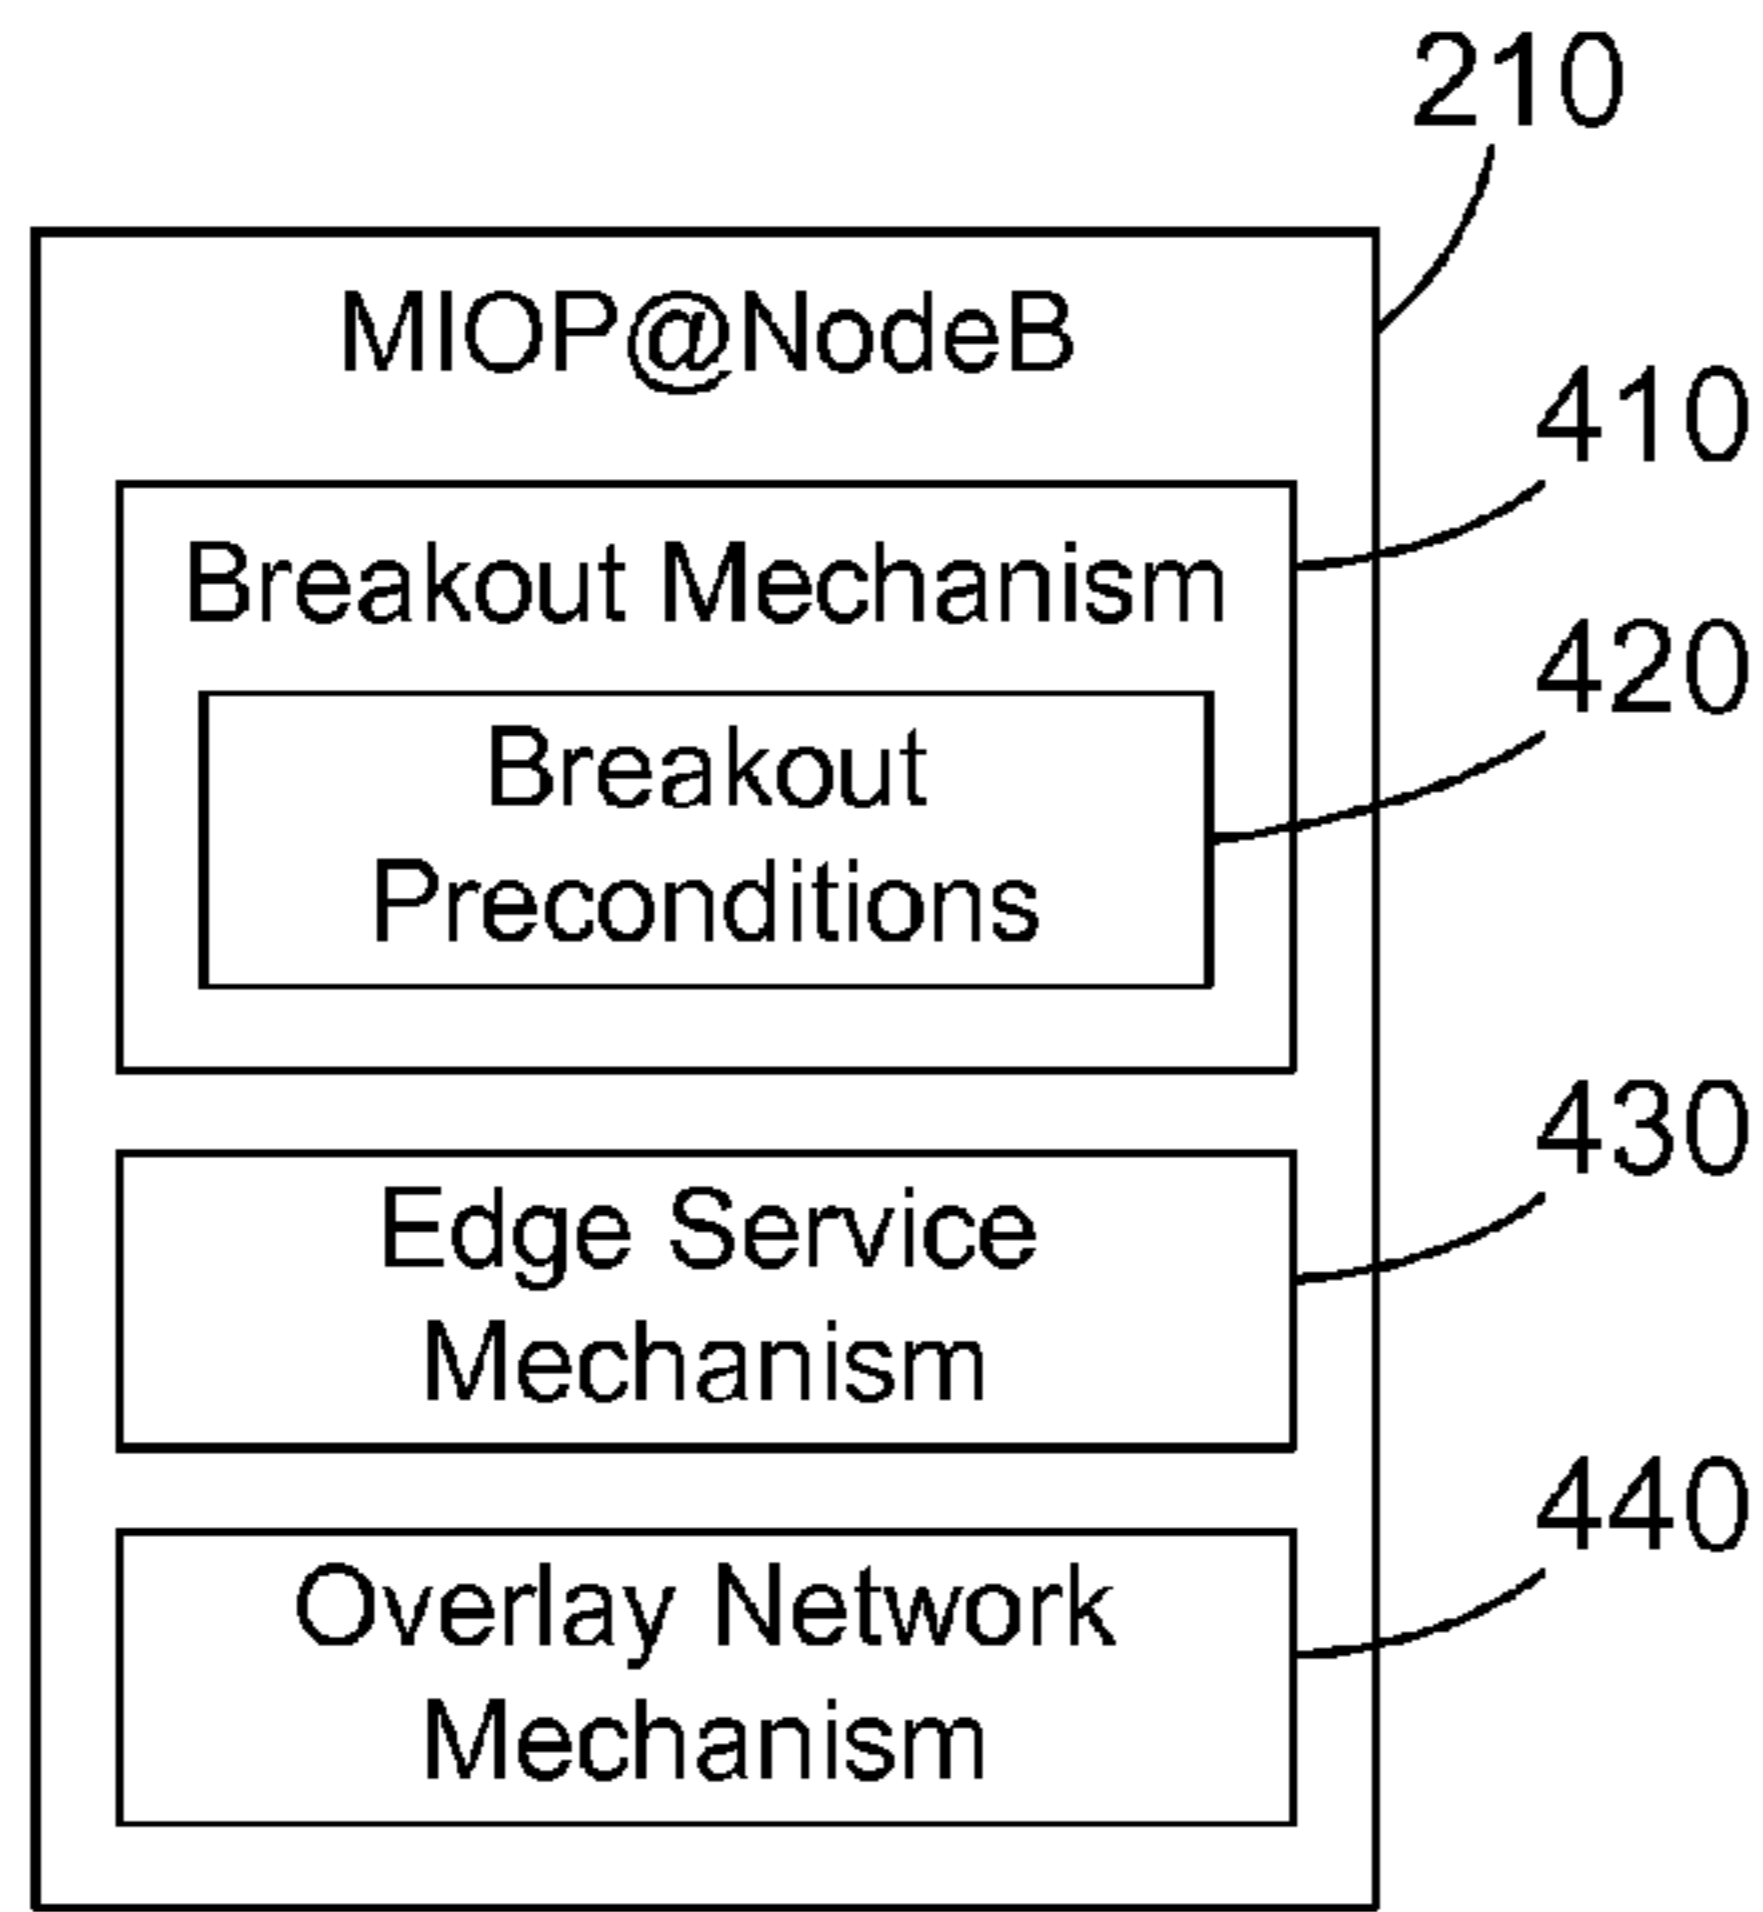 210
MIOP@NodeB
410
Breakout Mechanism
420
Breakout
Preconditions
430
Edge Service
Mechanism
440
Overlay Network
Mechanism